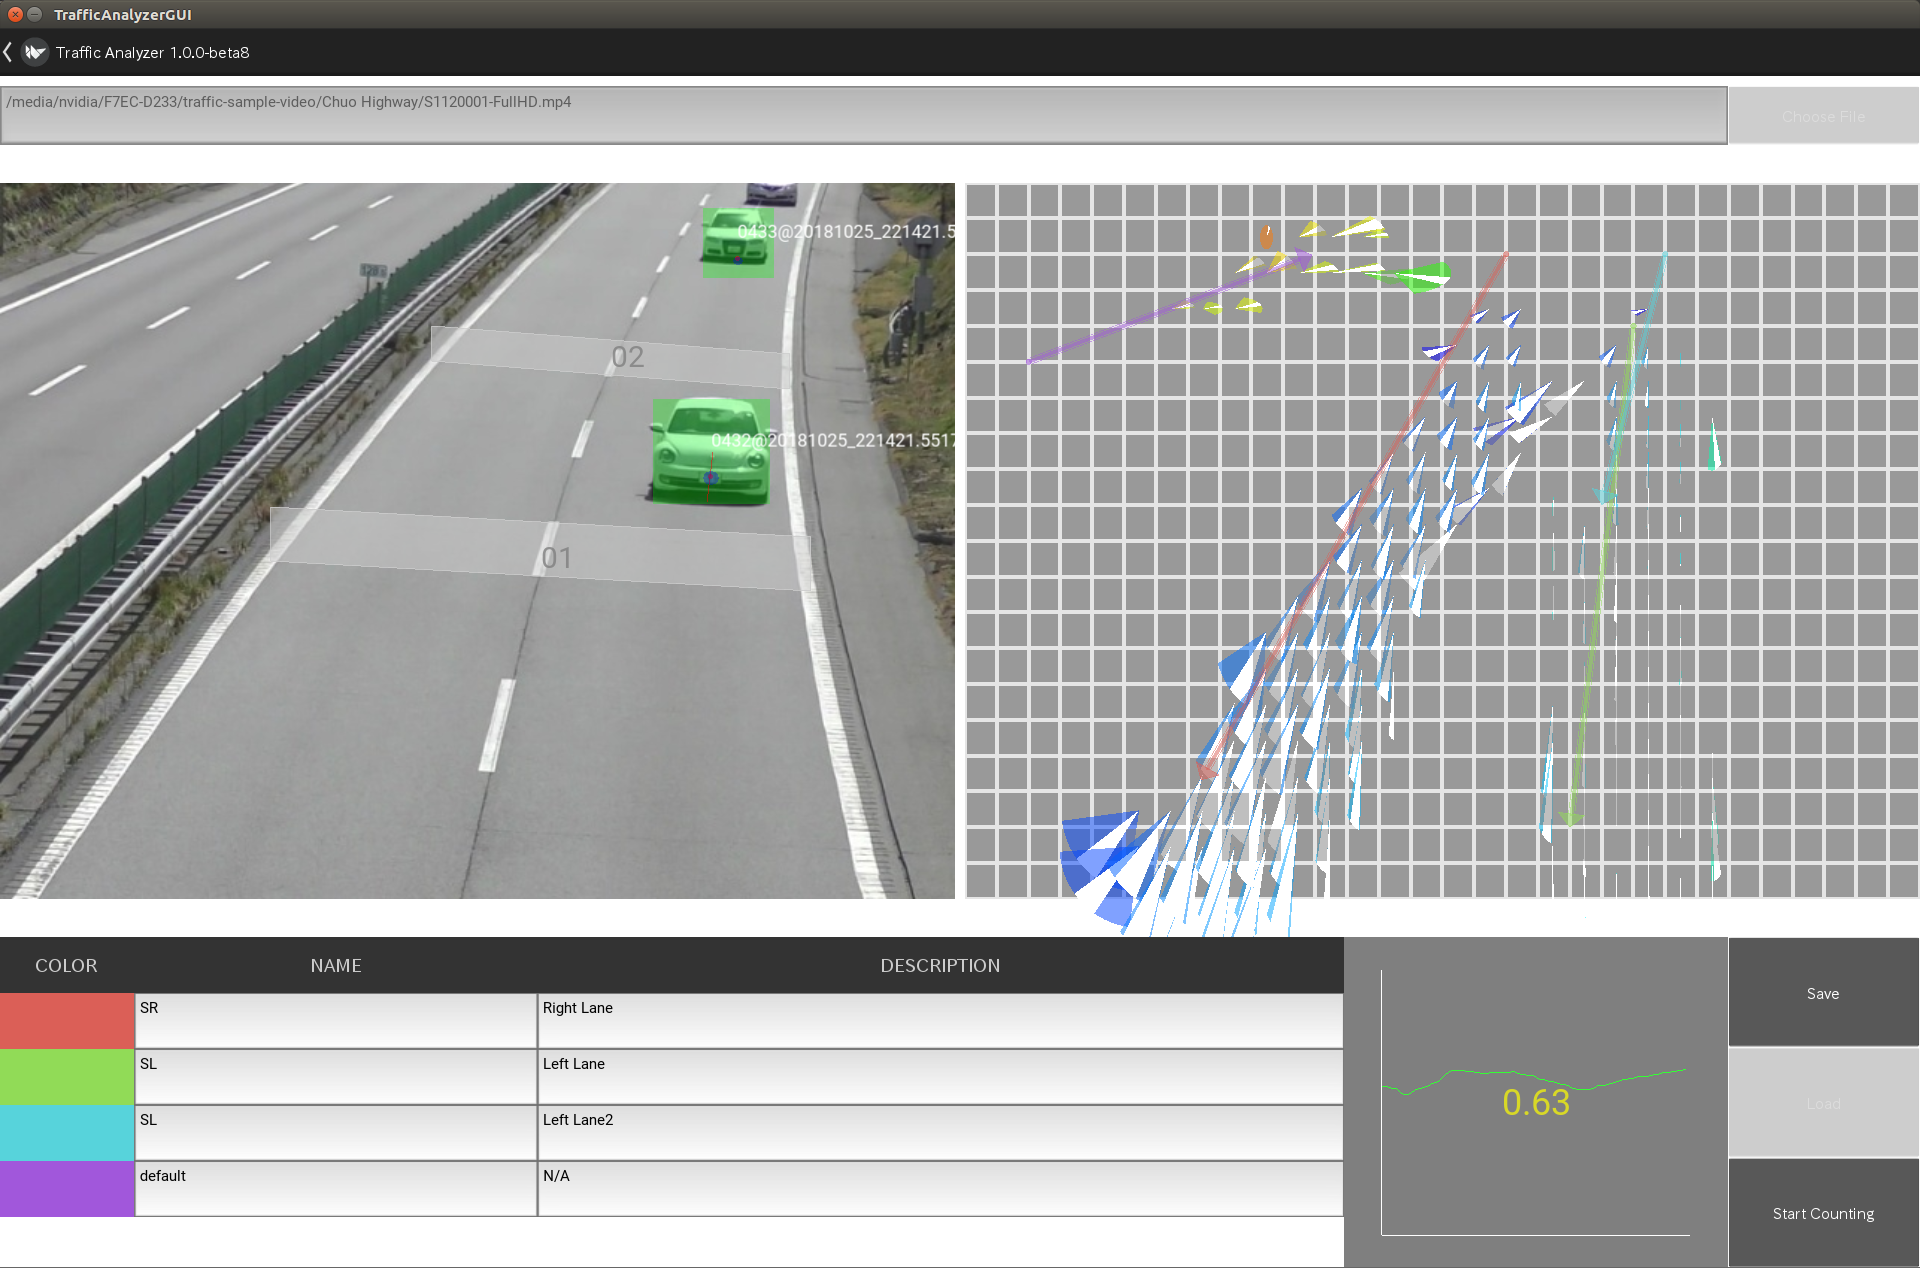 TrafficAnalyzerGUI
Traffic Analyzer 1.0.0-beta8
/media/nvidia/F7EC-D233/traffic-sample-video/Chuo Highway/S1120001-FullHD.mp4
Choose File
0433@20181025_221421.5
02
0432@20181025_221421.5517
01
COLOR NAME DESCRIPTION
SR Right Lane
SL Left Lane
SL Left Lane2
default N/A
0.63
Save
Load
Start Counting